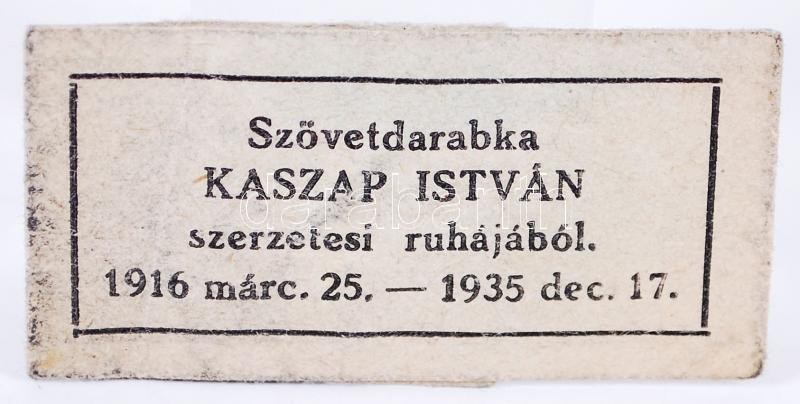 Szövetdarabka
KASZAP ISTVÁN
szerzetesi ruhájából.
1916 márc. 25. — 1935 dec. 17.